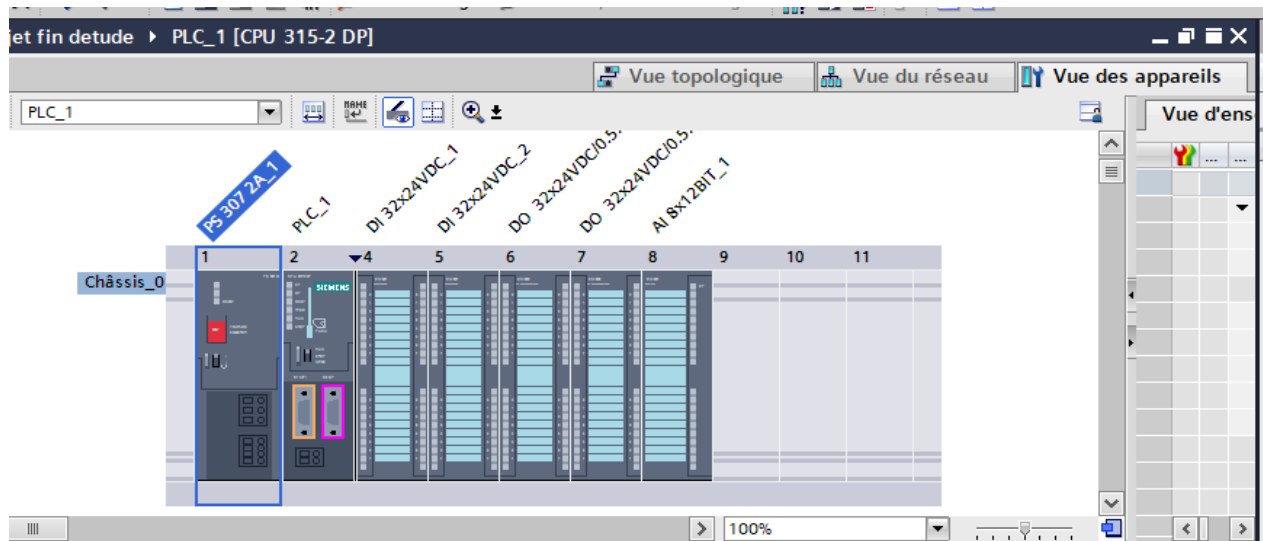 jet fin detude ▸ PLC_1 [CPU 315-2 DP]
Vue topologique
Vue du réseau
Vue des appareils
PLC_1
Vue d'ens
PS 307 2A_1
PLC_1
DI 32x24VDC_1
DI 32x24VDC_2
DO 32x24VDC/0.5
DO 32x24VDC/0.5
AI 8x12BIT_1
1 2 4 5 6 7 8 9 10 11
Châssis_0
SIEMENS
100%